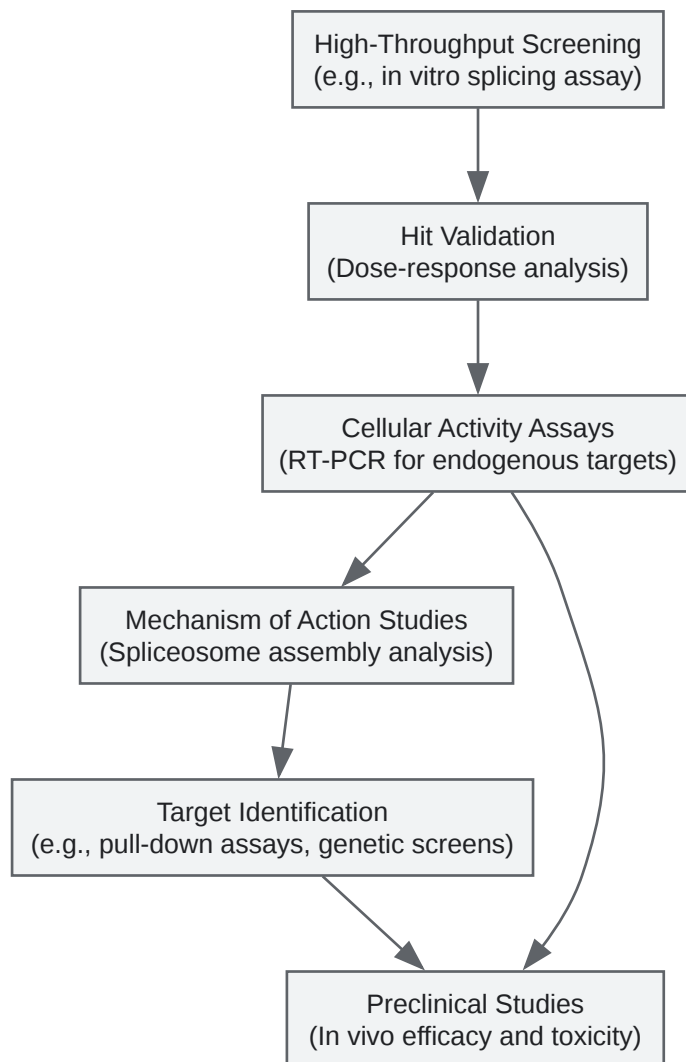 High-Throughput Screening
(e.g., in vitro splicing assay)
Hit Validation
(Dose-response analysis)
Cellular Activity Assays
(RT-PCR for endogenous targets)
Mechanism of Action Studies
(Spliceosome assembly analysis)
Target Identification
(e.g., pull-down assays, genetic screens)
Preclinical Studies
(In vivo efficacy and toxicity)